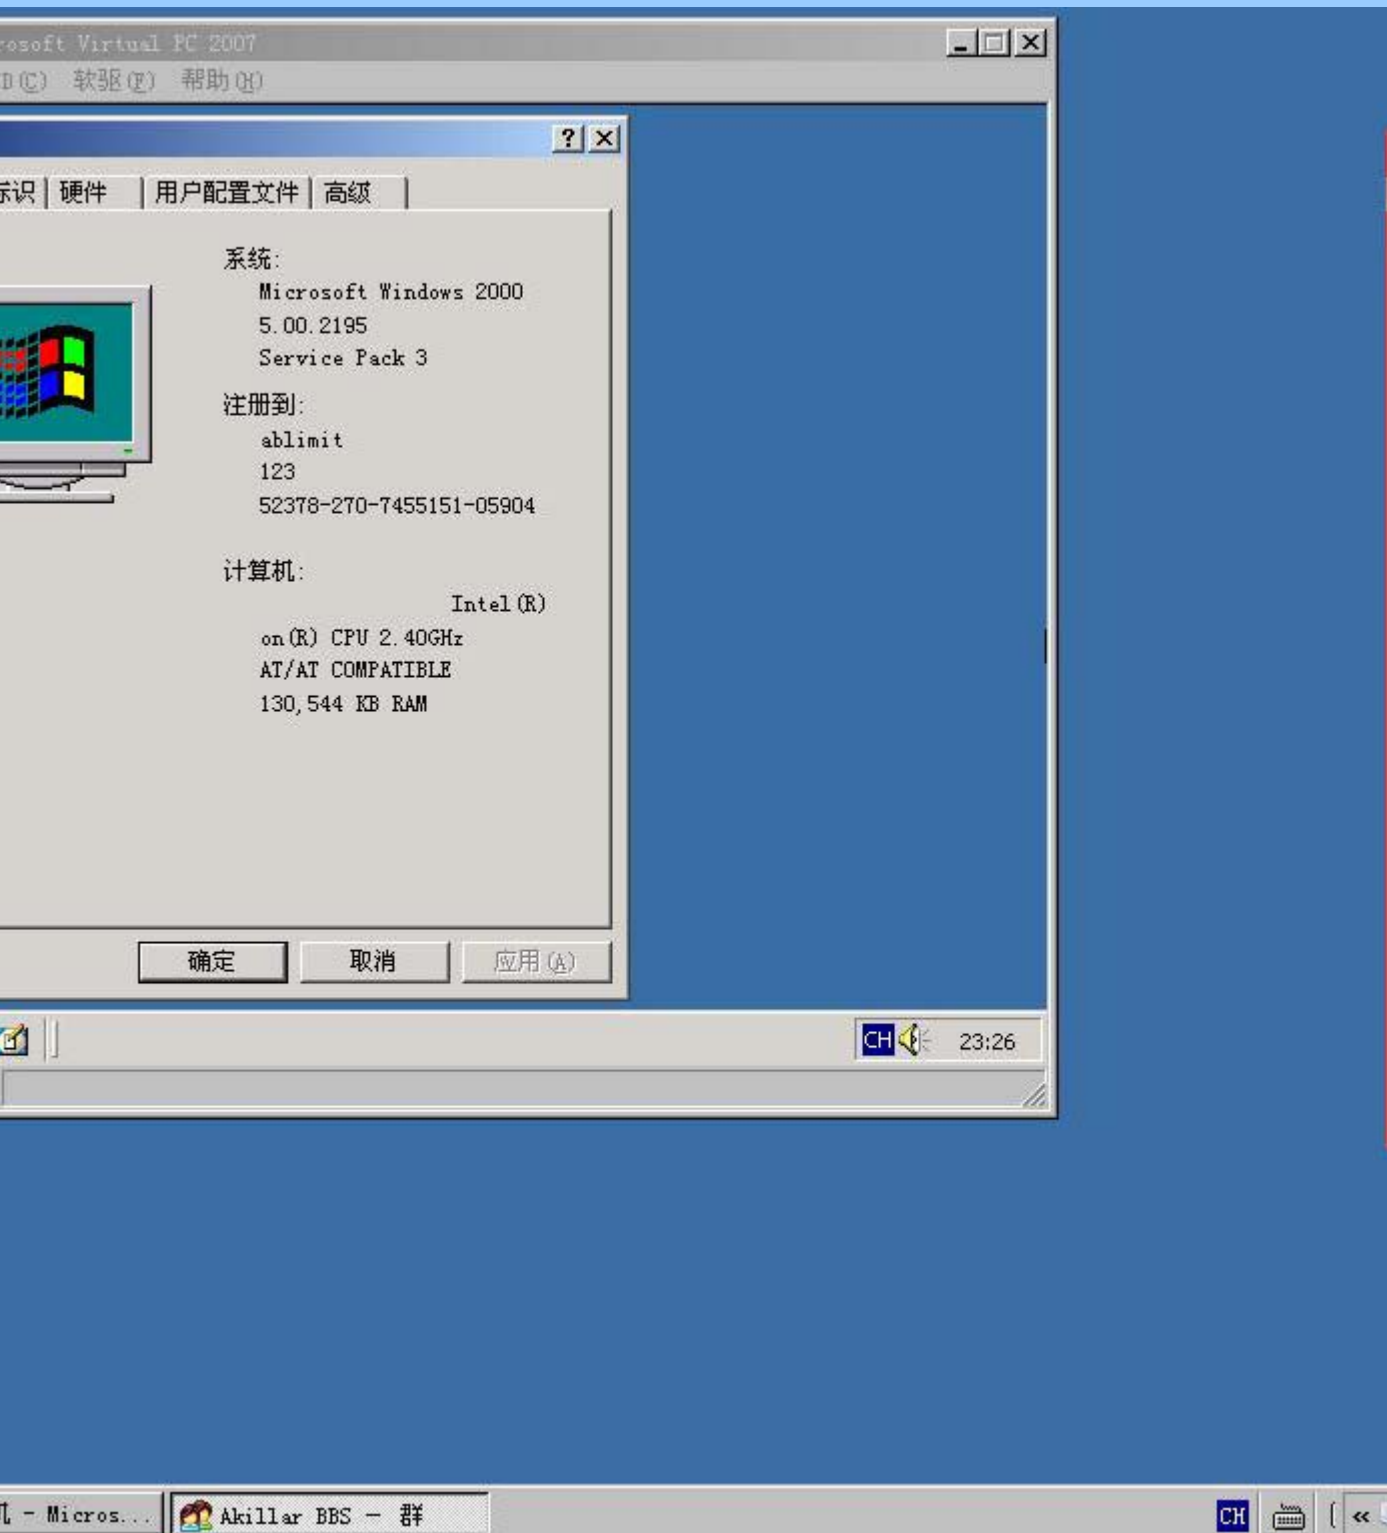 rosoft Virtual PC 2007
D(C) 软驱(F) 帮助(H)
标识 硬件 用户配置文件 高级
系统:
Microsoft Windows 2000
5.00.2195
Service Pack 3
注册到:
ablimit
123
52378-270-7455151-05904
计算机:
Intel(R)
on(R) CPU 2.40GHz
AT/AT COMPATIBLE
130,544 KB RAM
确定 取消 应用(A)
CH 23:26
机 - Micros... Akillar BBS - 群
CH